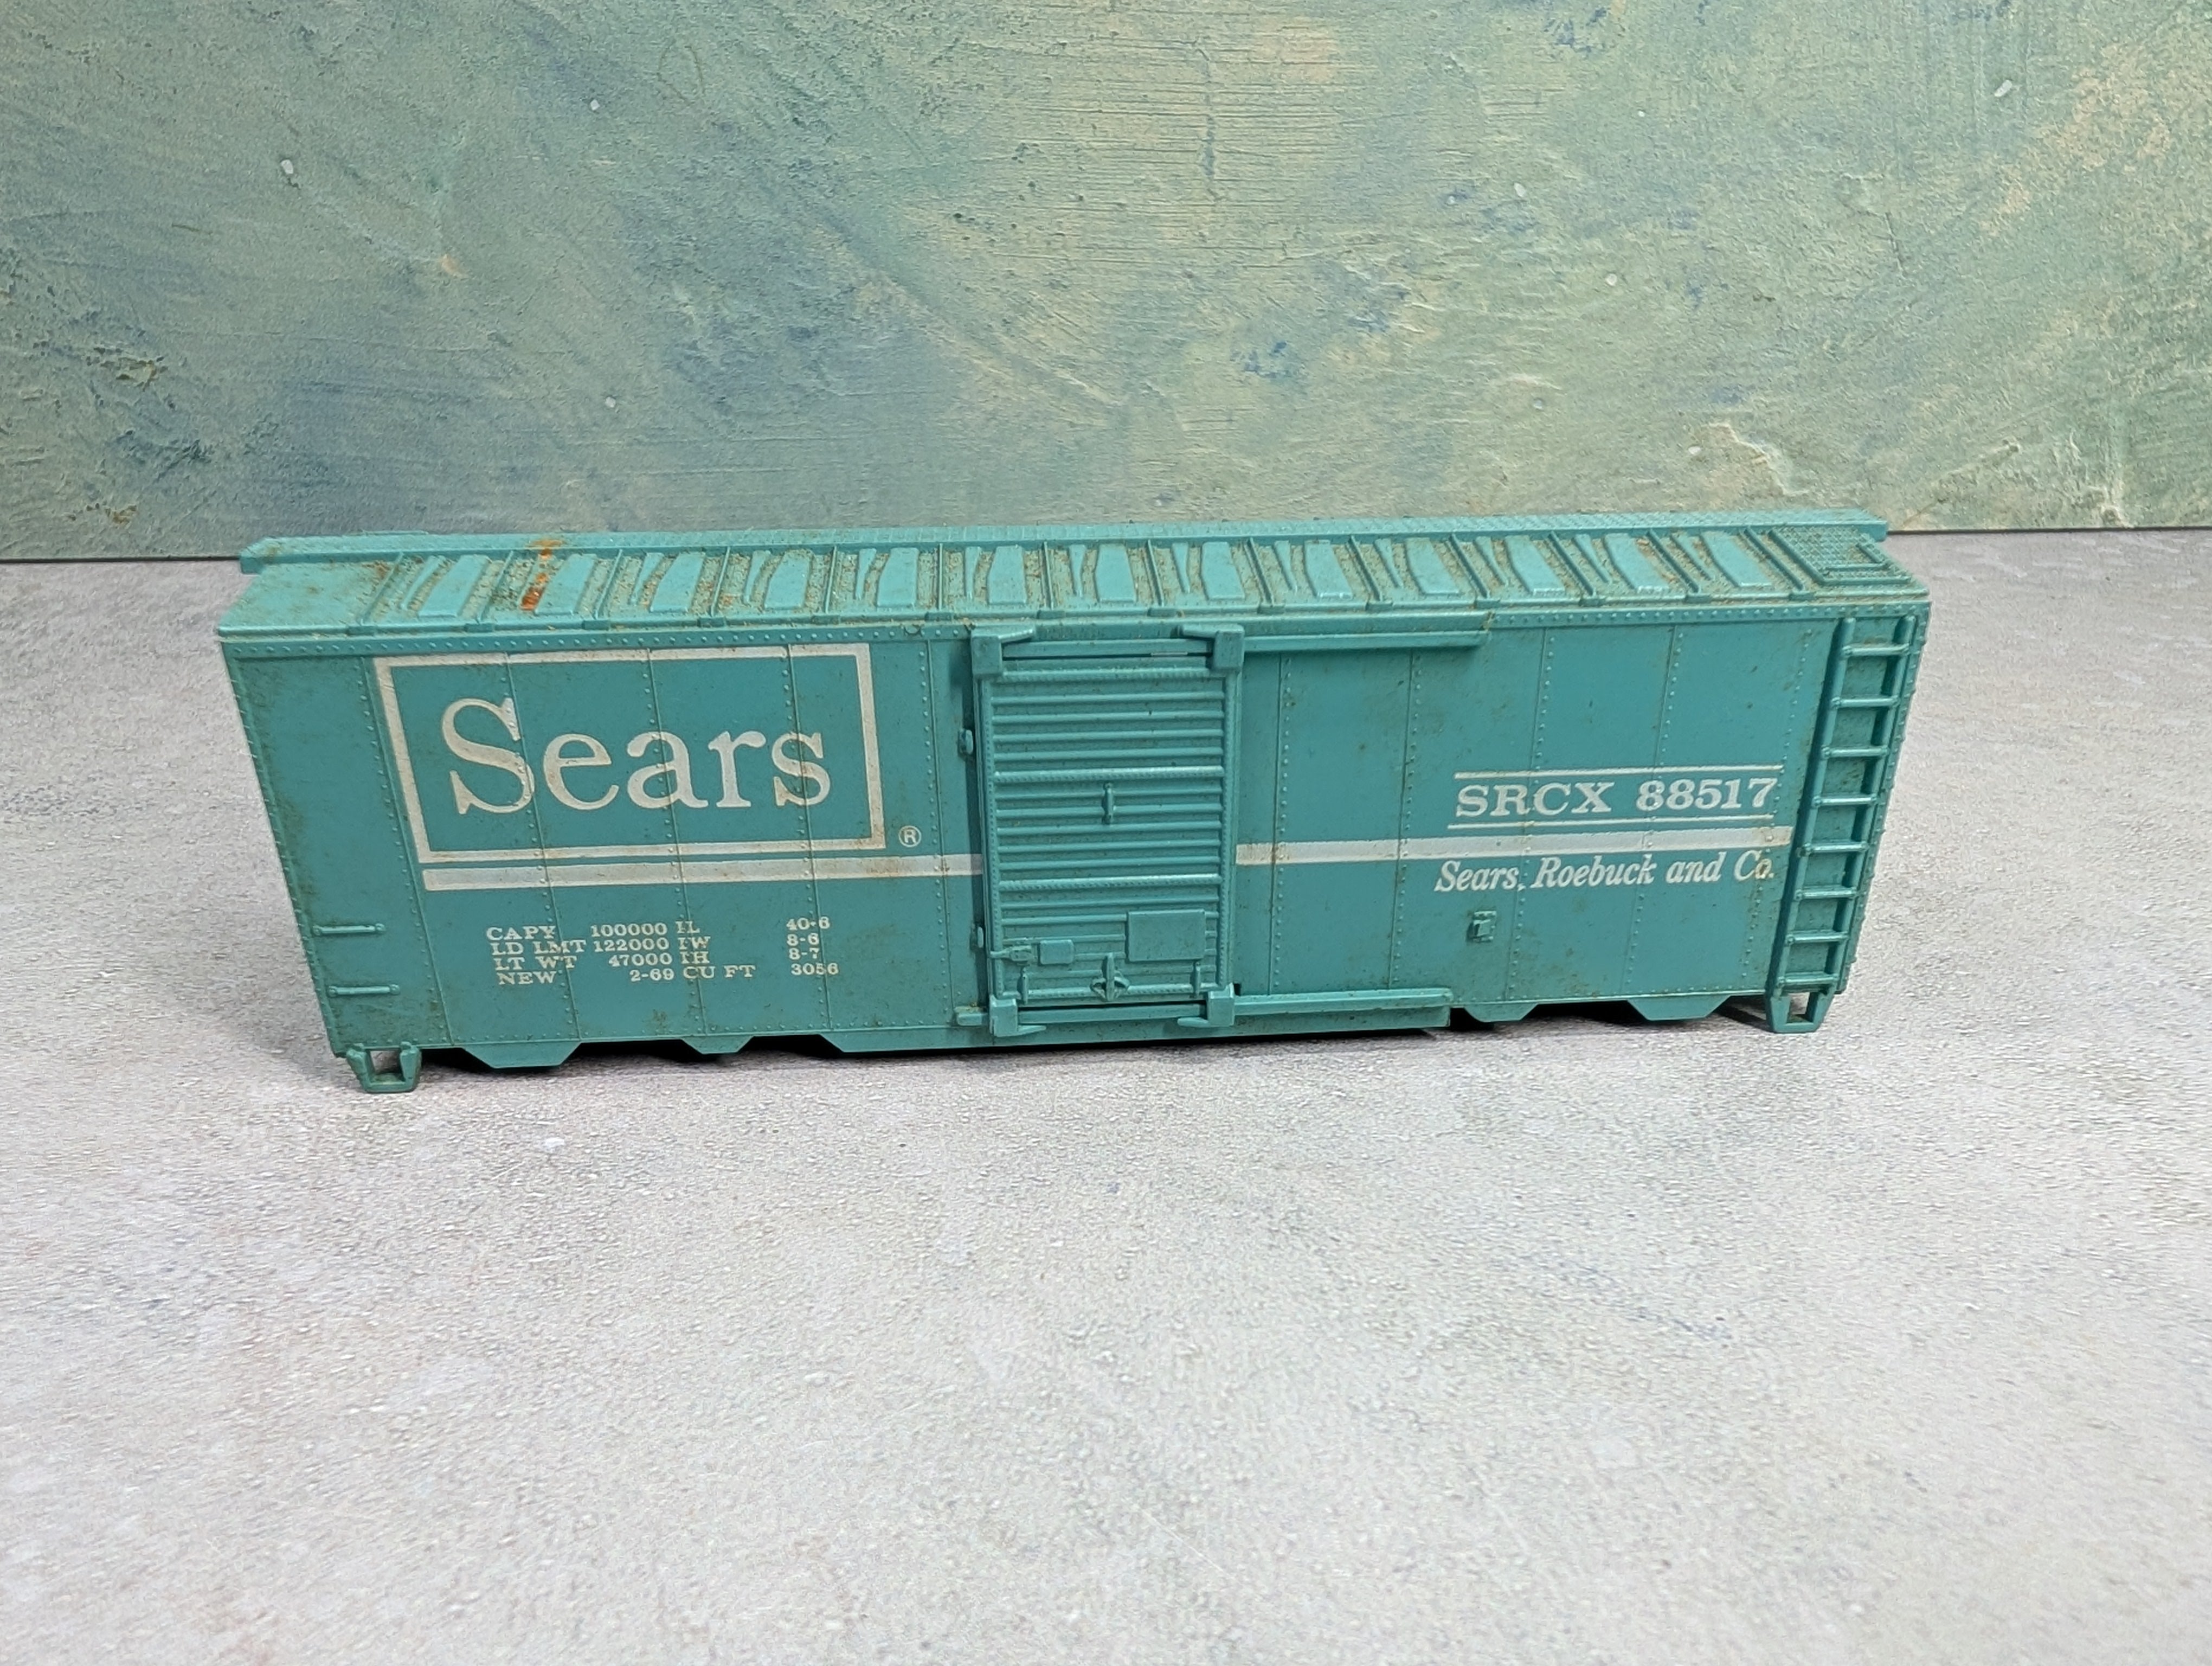 Sears
®
SRCX 88517
Sears, Roebuck and Co.
CAPY 100000 IL 40-6
LD LMT 122000 IW 8-6
LT WT 47000 IH 8-7
NEW 2-69 CU FT 3056